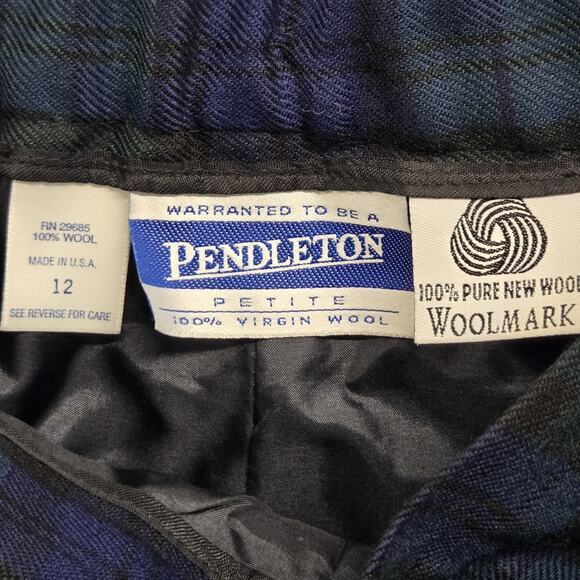 RN 29685
100% WOOL
MADE IN U.S.A.
12
SEE REVERSE FOR CARE
WARRANTED TO BE A
PENDLETON
PETITE
100% VIRGIN WOOL
100% PURE NEW WOOL
WOOLMARK